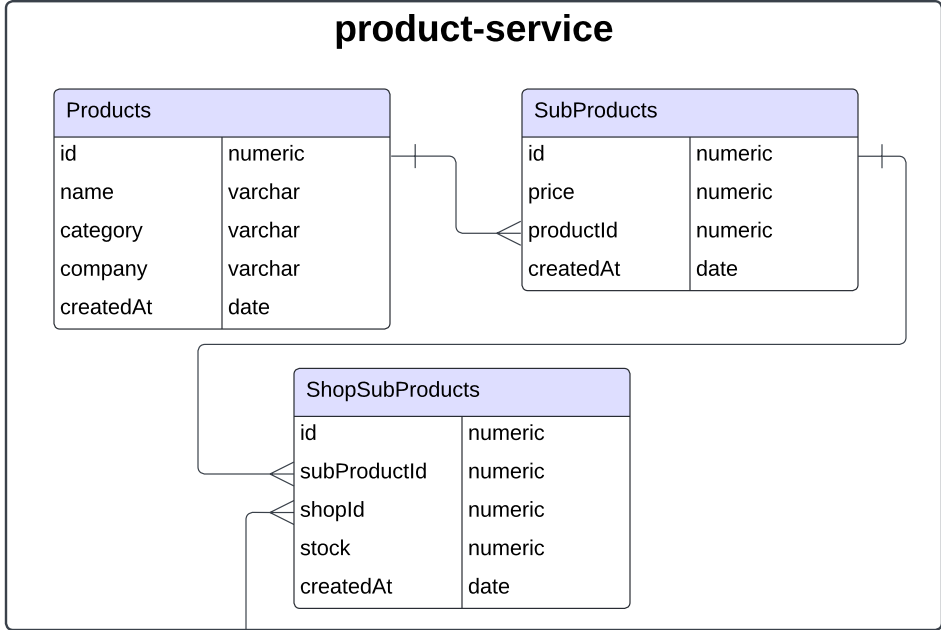 product-service
Products
id numeric
name varchar
category varchar
company varchar
createdAt date
SubProducts
id numeric
price numeric
productId numeric
createdAt date
ShopSubProducts
id numeric
subProductId numeric
shopId numeric
stock numeric
createdAt date